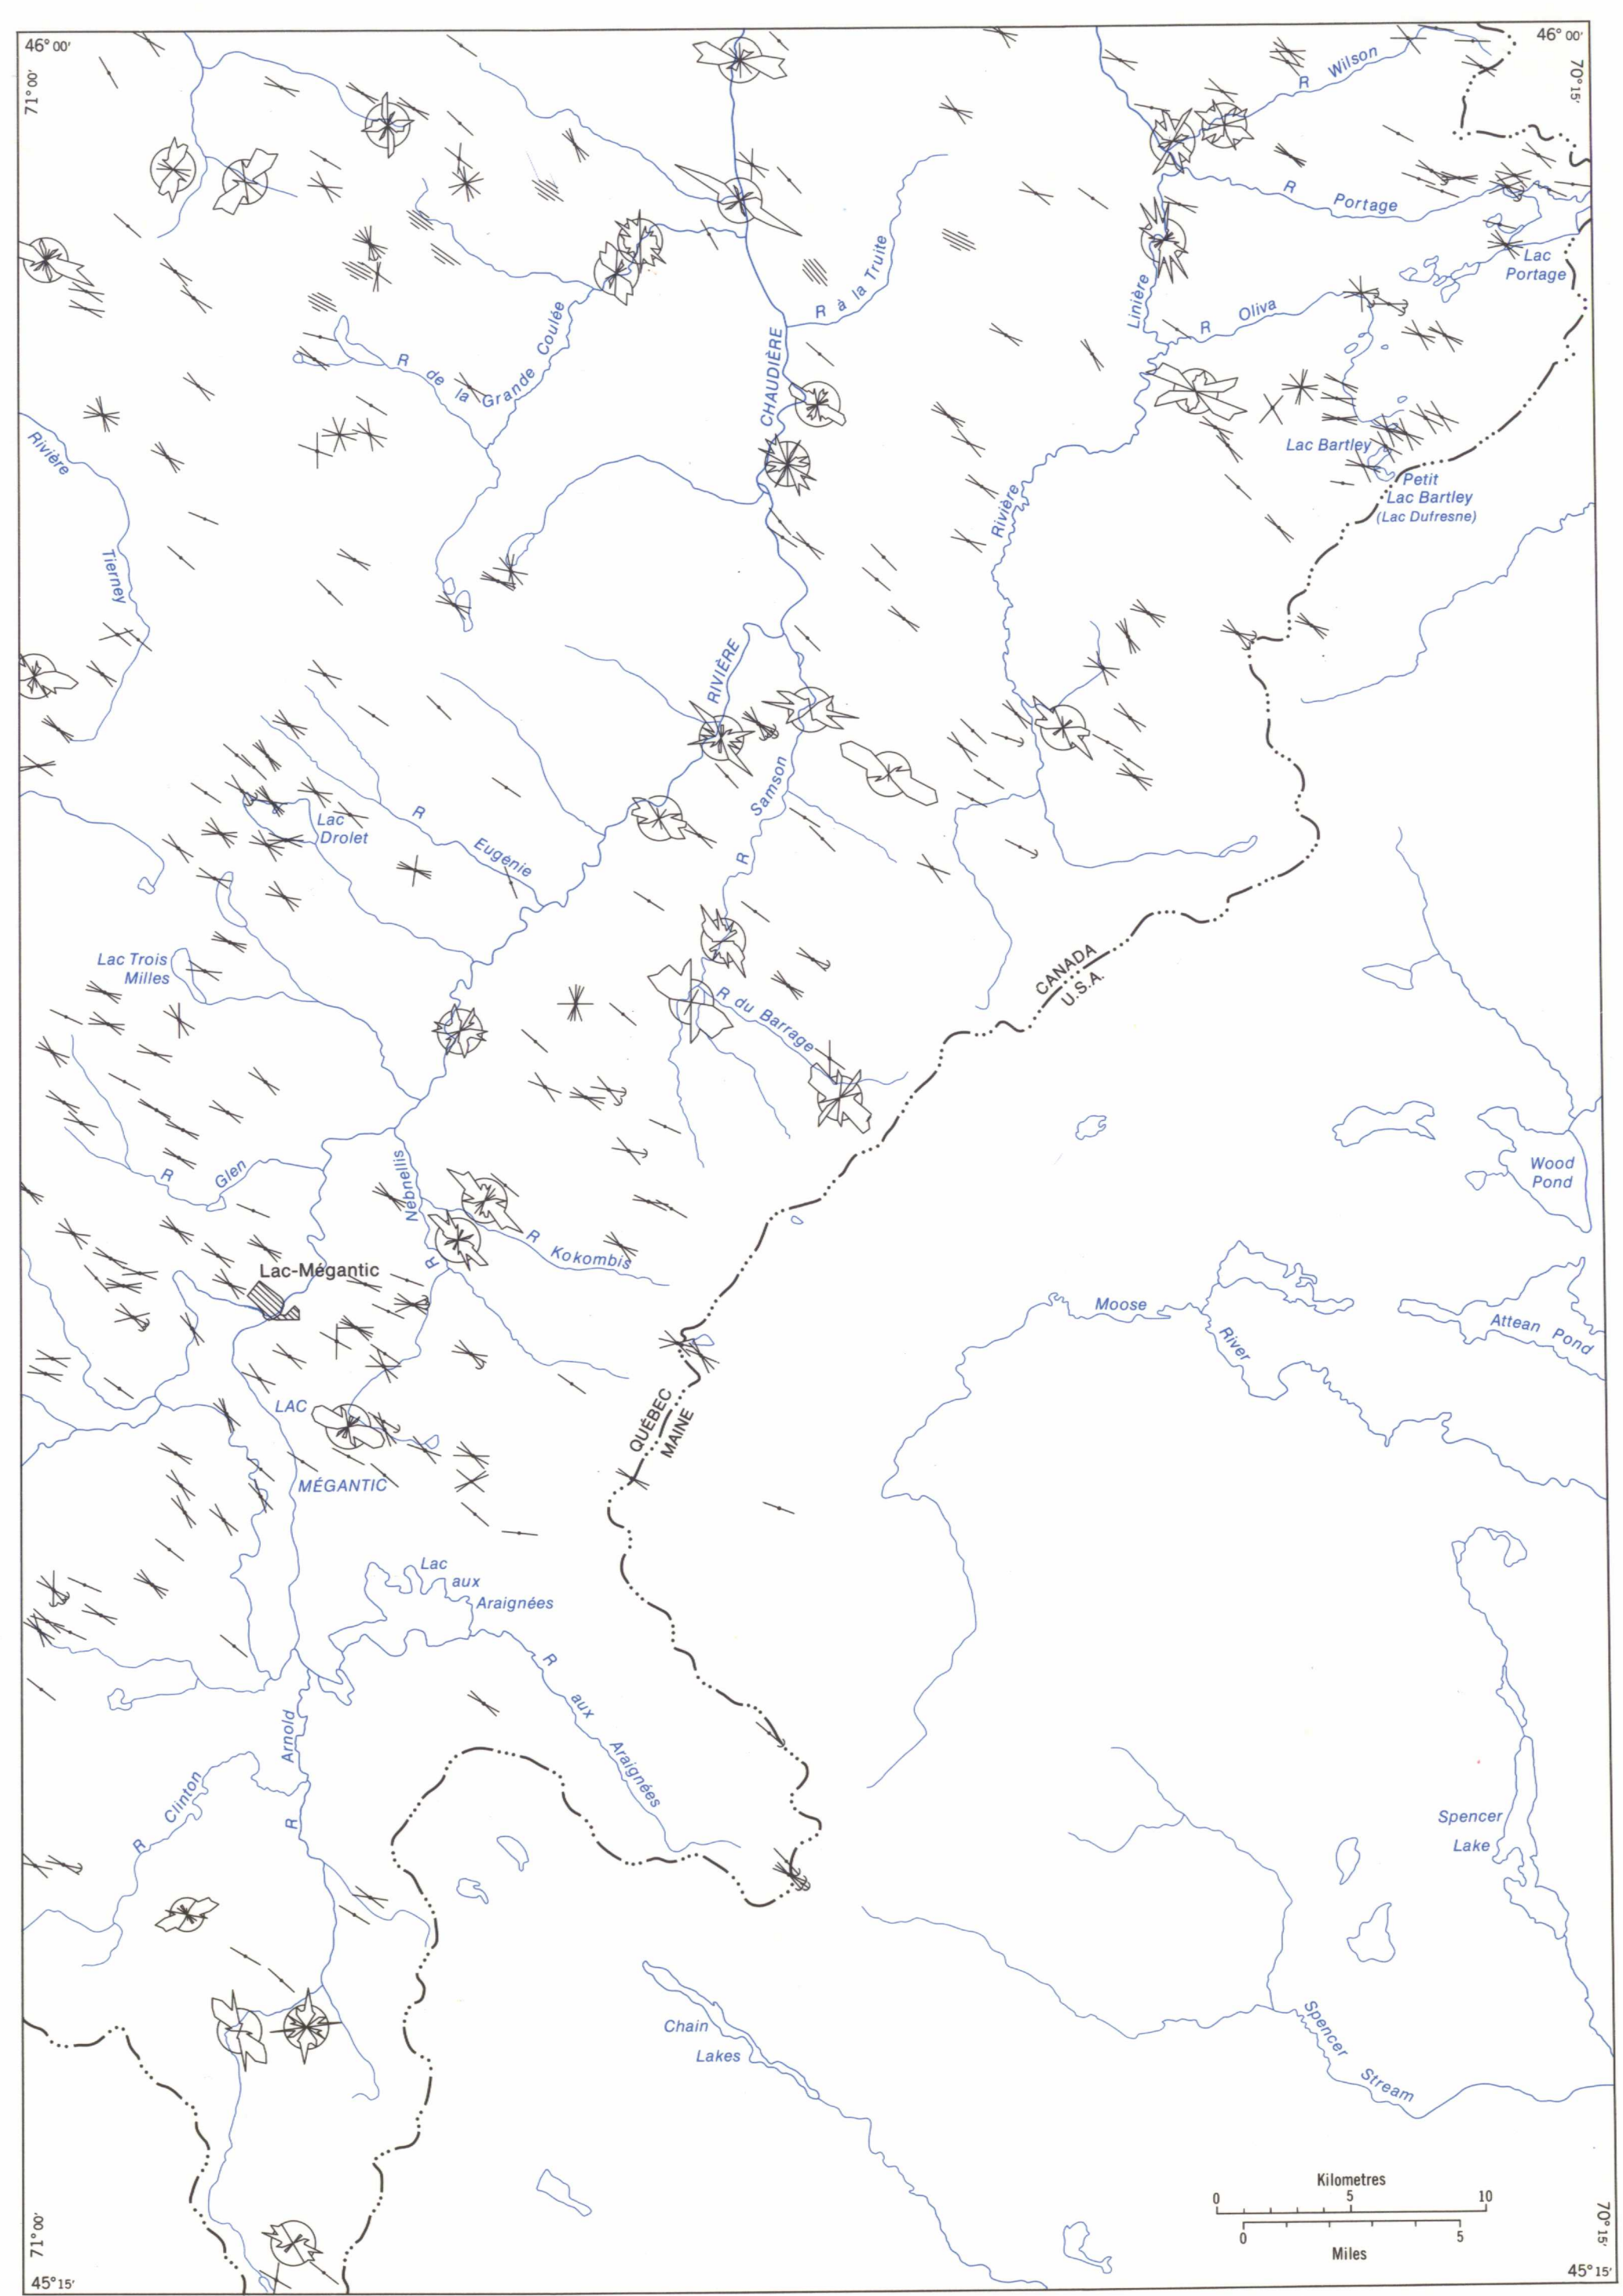 46° 00'
46° 00'
71° 00'
70° 15'
R Wilson
R Portage
Lac
Portage
R à la Truite
Linière
R Oliva
R de la Grande Coulée
CHAUDIÈRE
Rivière
Tierney
Lac Bartley
Petit
Lac Bartley
(Lac Dufresne)
Rivière
RIVIÈRE
R Samson
Lac
Drolet
R Eugénie
Lac Trois
Milles
R du Barrage
CANADA
U.S.A.
Wood
Pond
R Glen
R Nebnellis
R Kokombis
Lac-Mégantic
Moose
River
Attean Pond
LAC
MÉGANTIC
QUÉBEC
MAINE
Lac
aux
Araignées
R aux Araignées
R Arnold
R Clinton
Spencer
Lake
Chain
Lakes
Spencer Stream
Kilometres
0 5 10
0 5
Miles
71° 00'
70° 15'
45° 15'
45° 15'